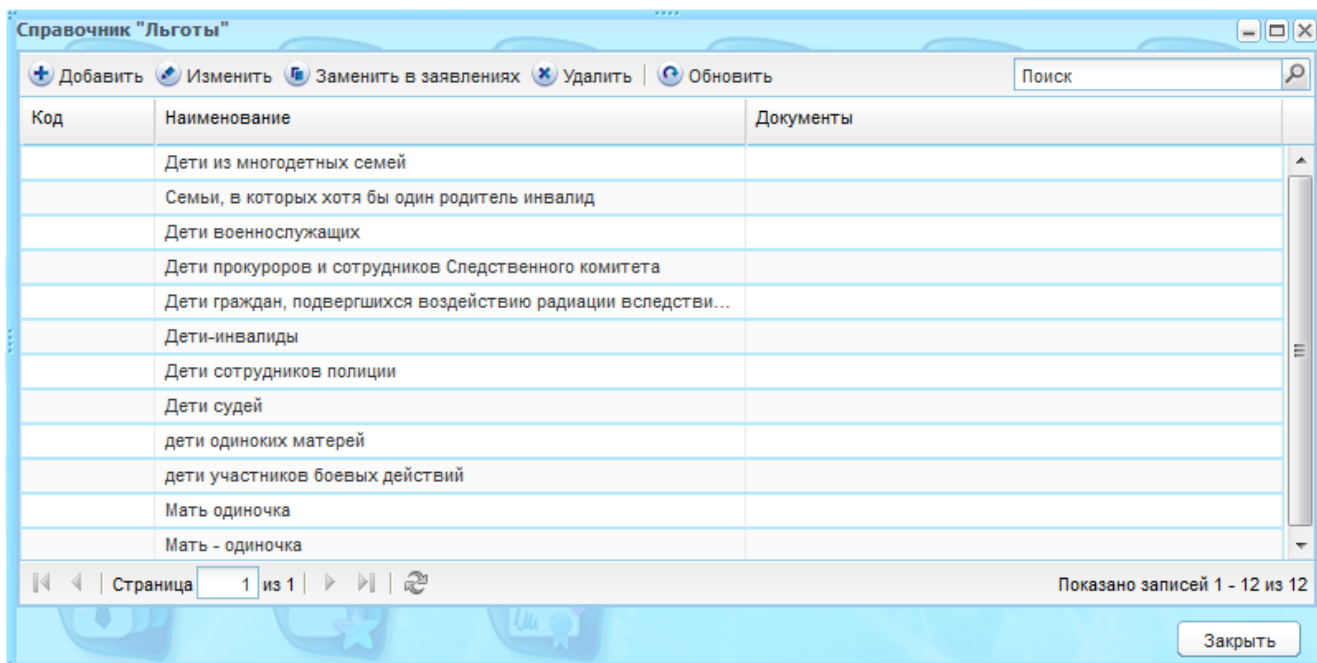 Справочник "Льготы"
Добавить Изменить Заменить в заявлениях Удалить Обновить Поиск
Код Наименование Документы
Дети из многодетных семей
Семьи, в которых хотя бы один родитель инвалид
Дети военнослужащих
Дети прокуроров и сотрудников Следственного комитета
Дети граждан, подвергшихся воздействию радиации вследстви...
Дети-инвалиды
Дети сотрудников полиции
Дети судей
дети одиноких матерей
дети участников боевых действий
Мать одиночка
Мать - одиночка
Страница 1 из 1 Показано записей 1 - 12 из 12
Закрыть